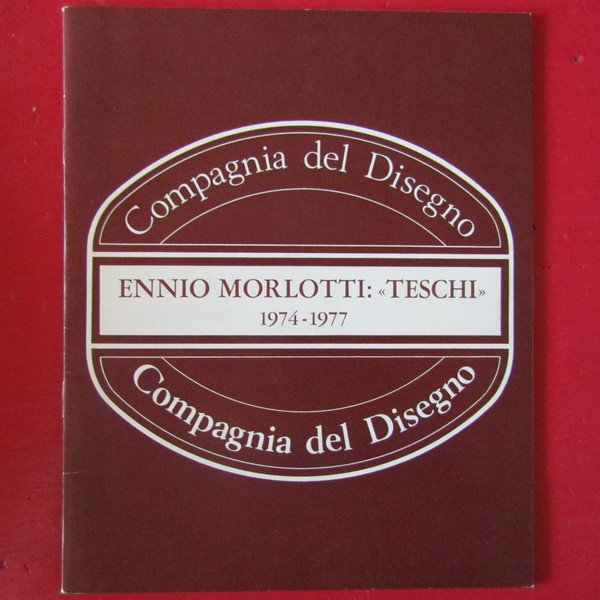 Compagnia del Disegno
ENNIO MORLOTTI: «TESCHI»
1974-1977
Compagnia del Disegno